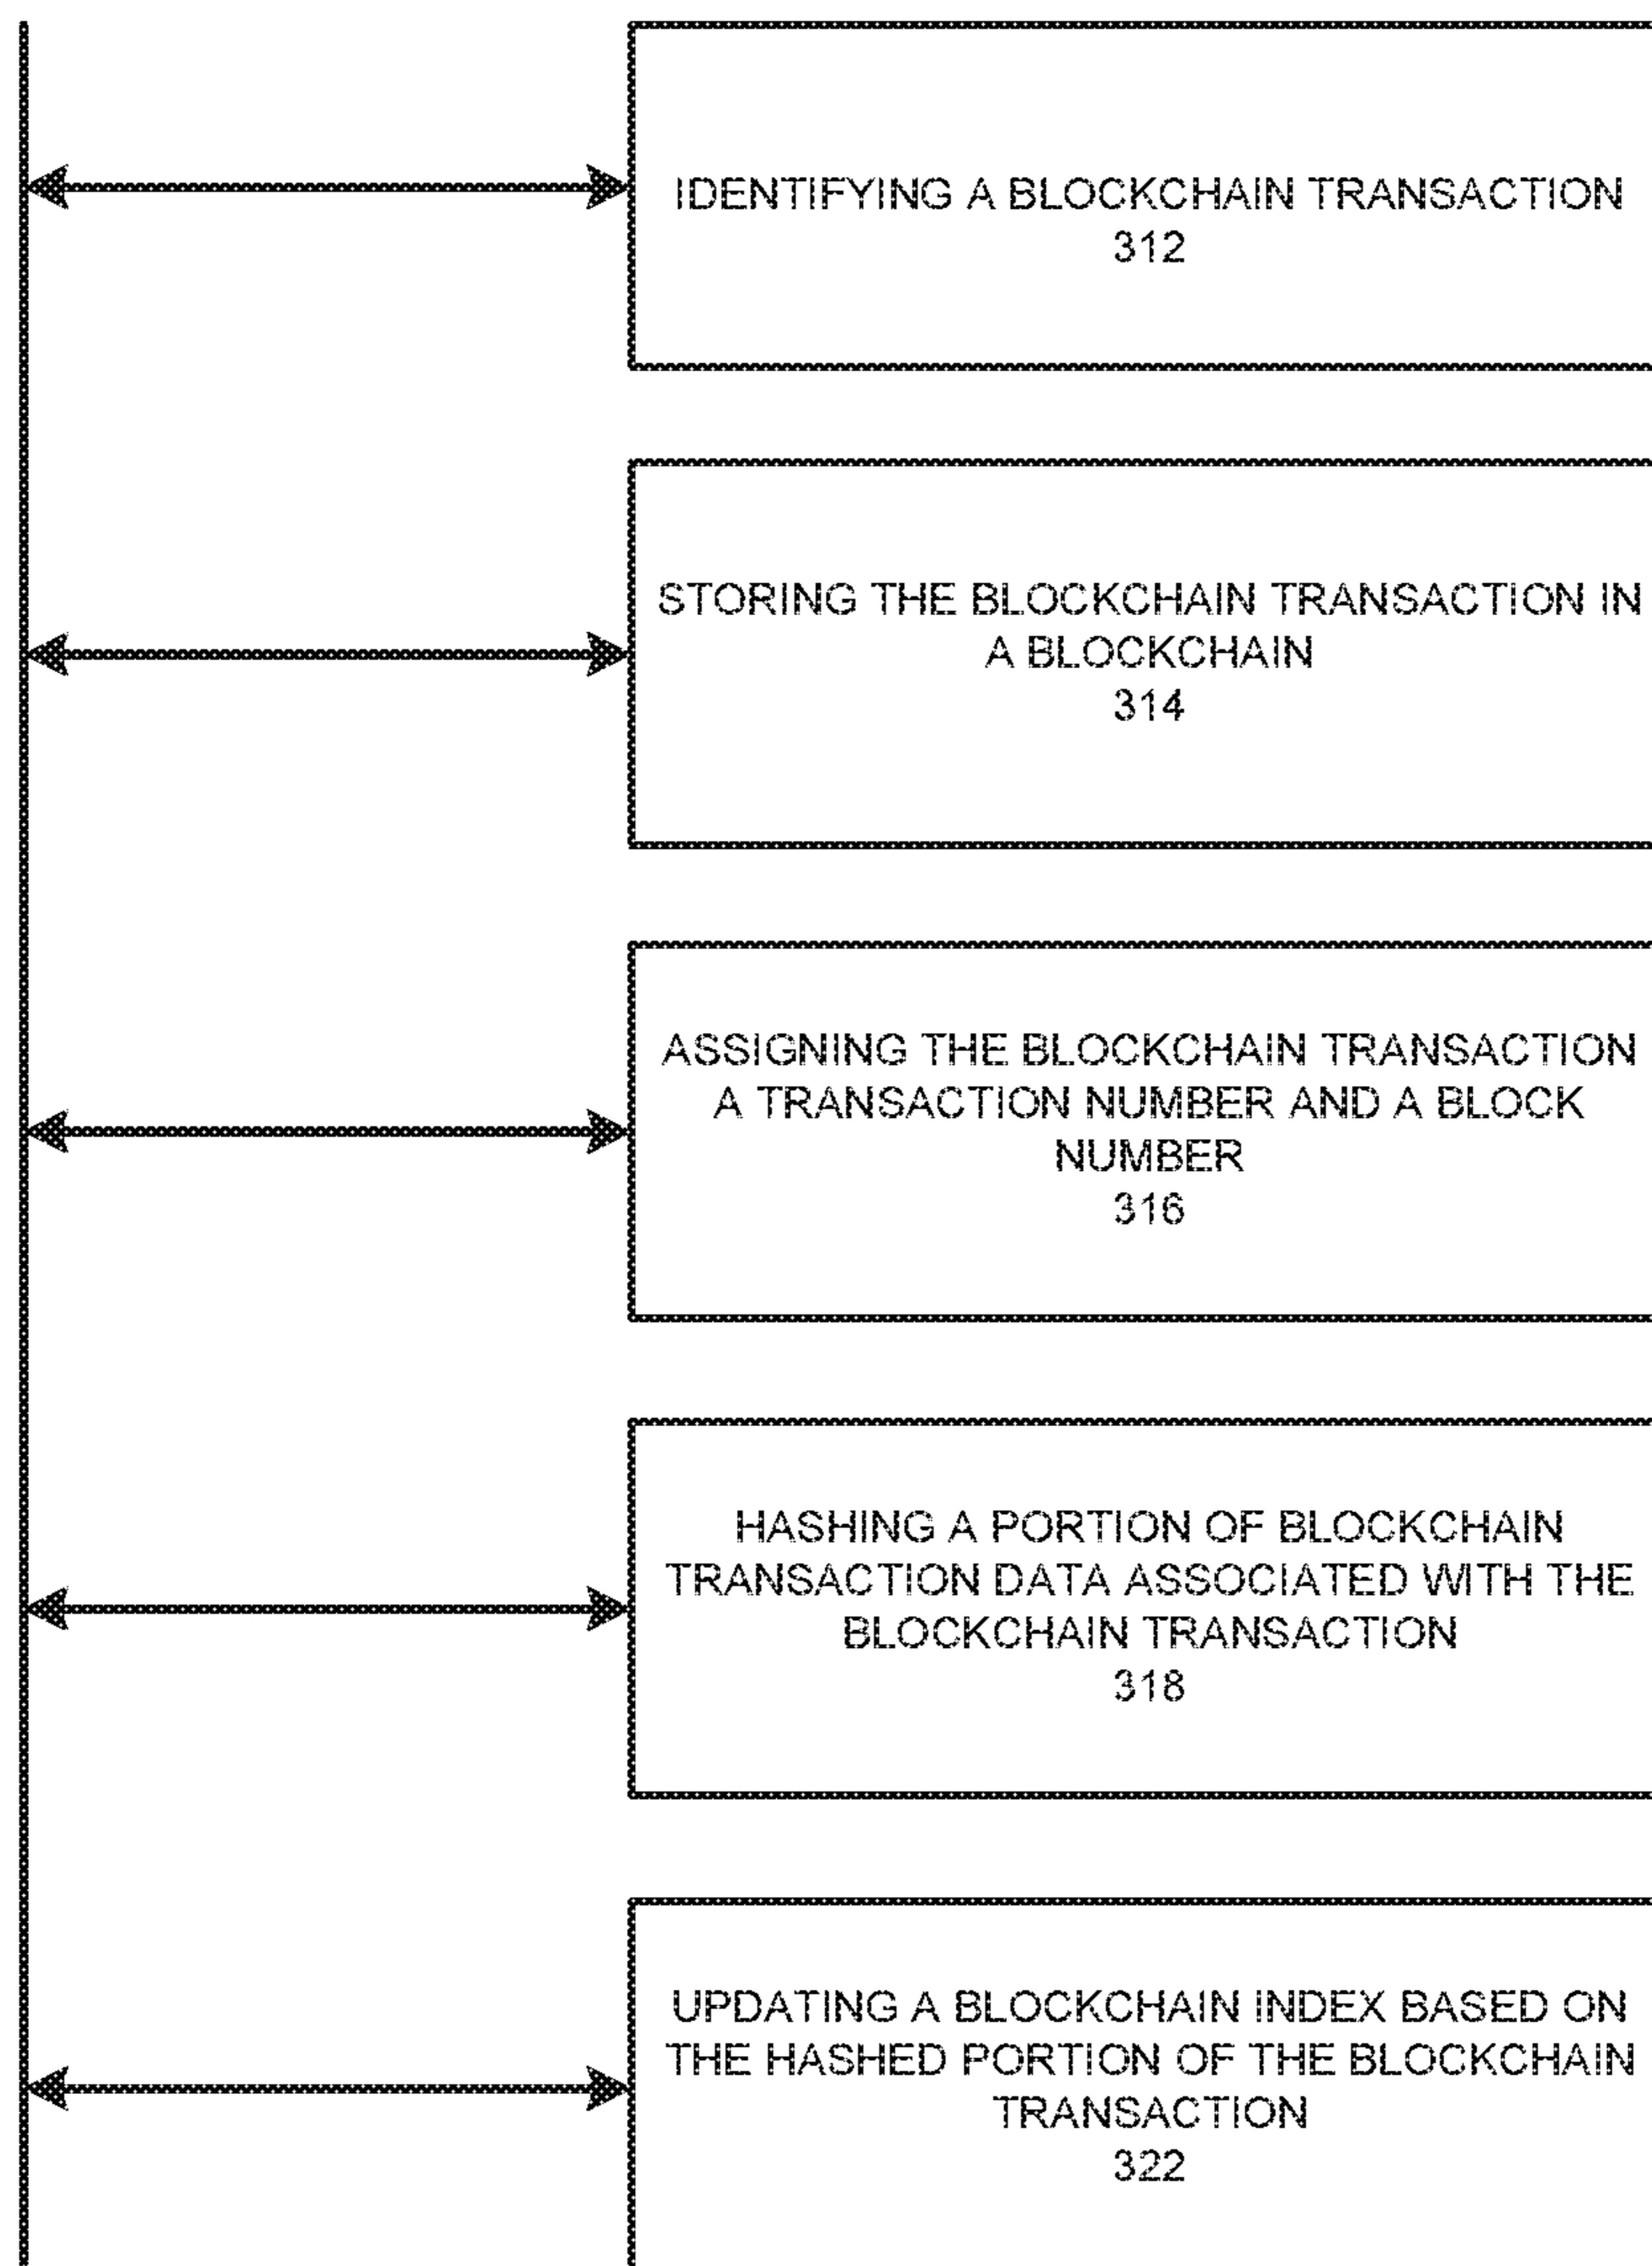 IDENTIFYING A BLOCKCHAIN TRANSACTION
312
STORING THE BLOCKCHAIN TRANSACTION IN
A BLOCKCHAIN
314
ASSIGNING THE BLOCKCHAIN TRANSACTION
A TRANSACTION NUMBER AND A BLOCK
NUMBER
316
HASHING A PORTION OF BLOCKCHAIN
TRANSACTION DATA ASSOCIATED WITH THE
BLOCKCHAIN TRANSACTION
318
UPDATING A BLOCKCHAIN INDEX BASED ON
THE HASHED PORTION OF THE BLOCKCHAIN
TRANSACTION
322